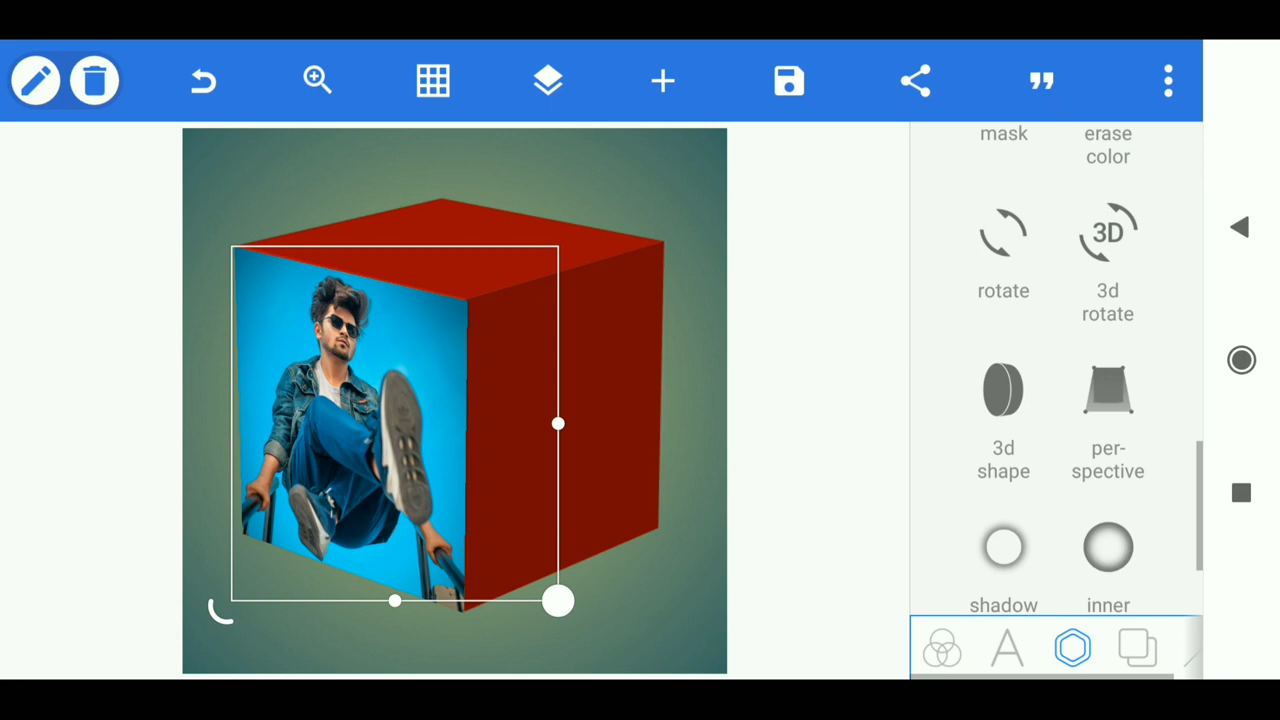 mask
erase
color
rotate
3D
3d
rotate
3d
shape
per-
spective
shadow
inner